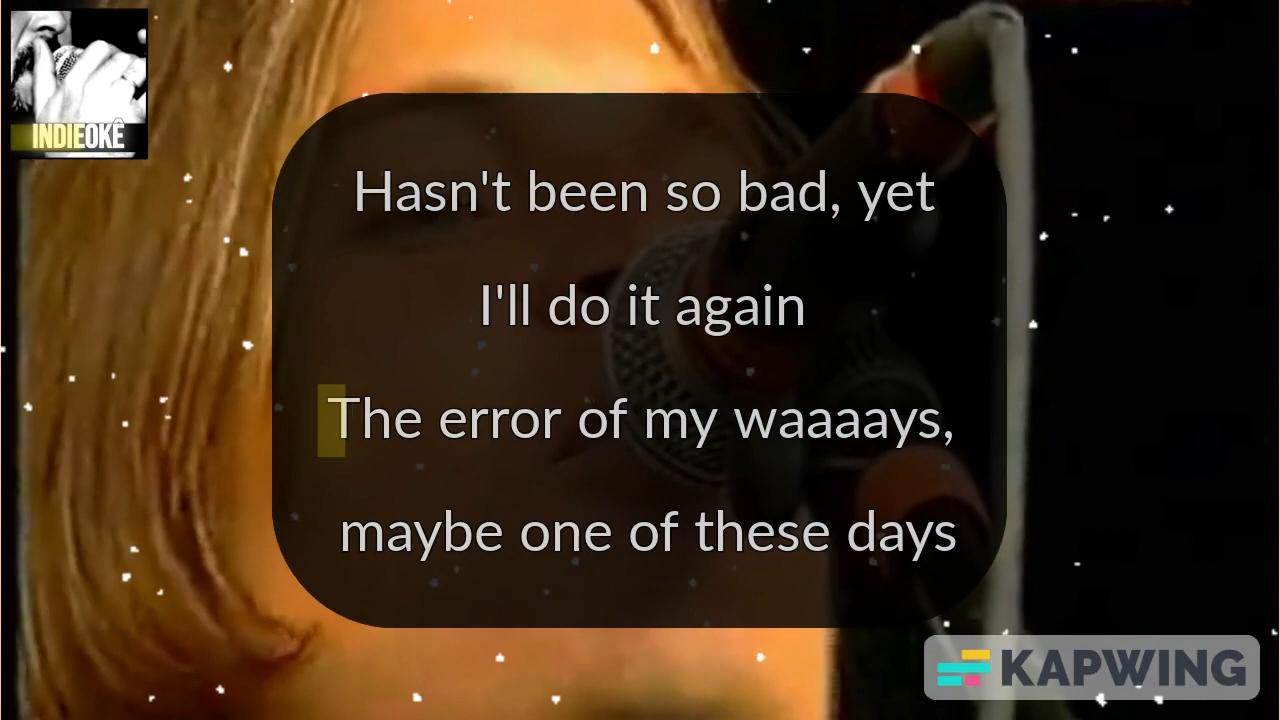 INDIEOKÊ
Hasn't been so bad, yet
I'll do it again
The error of my waaaays,
maybe one of these days
KAPWING